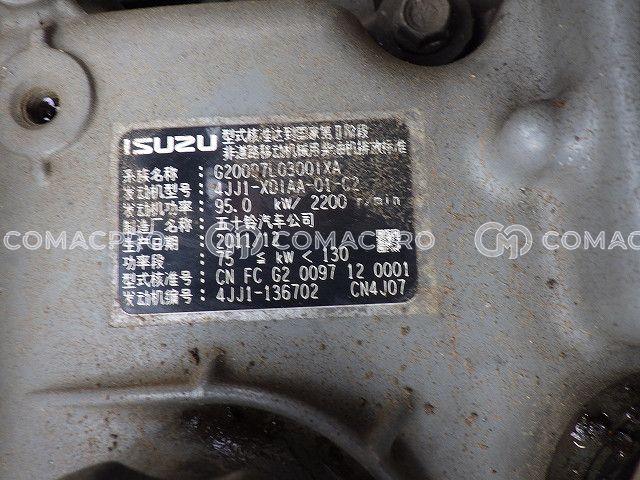 ISUZU
型式核准达到国家第Ⅱ阶段
非道路移动机械用柴油机排放标准
系族名称 : G20097L03001XA
发动机型号 : 4JJ1-XDIAA-01-C2
发动机功率 : 95.0 kW/ 2200 r/min
制造厂名称 : 五十铃汽车公司
生产日期 : 2011/12
功率段 : 75 ≦ kW < 130
型式核准号 : CN FC G2 0097 12 0001
发动机编号 : 4JJ1-136702 CN4J07
COMACPRO COMACPRO COMACPRO